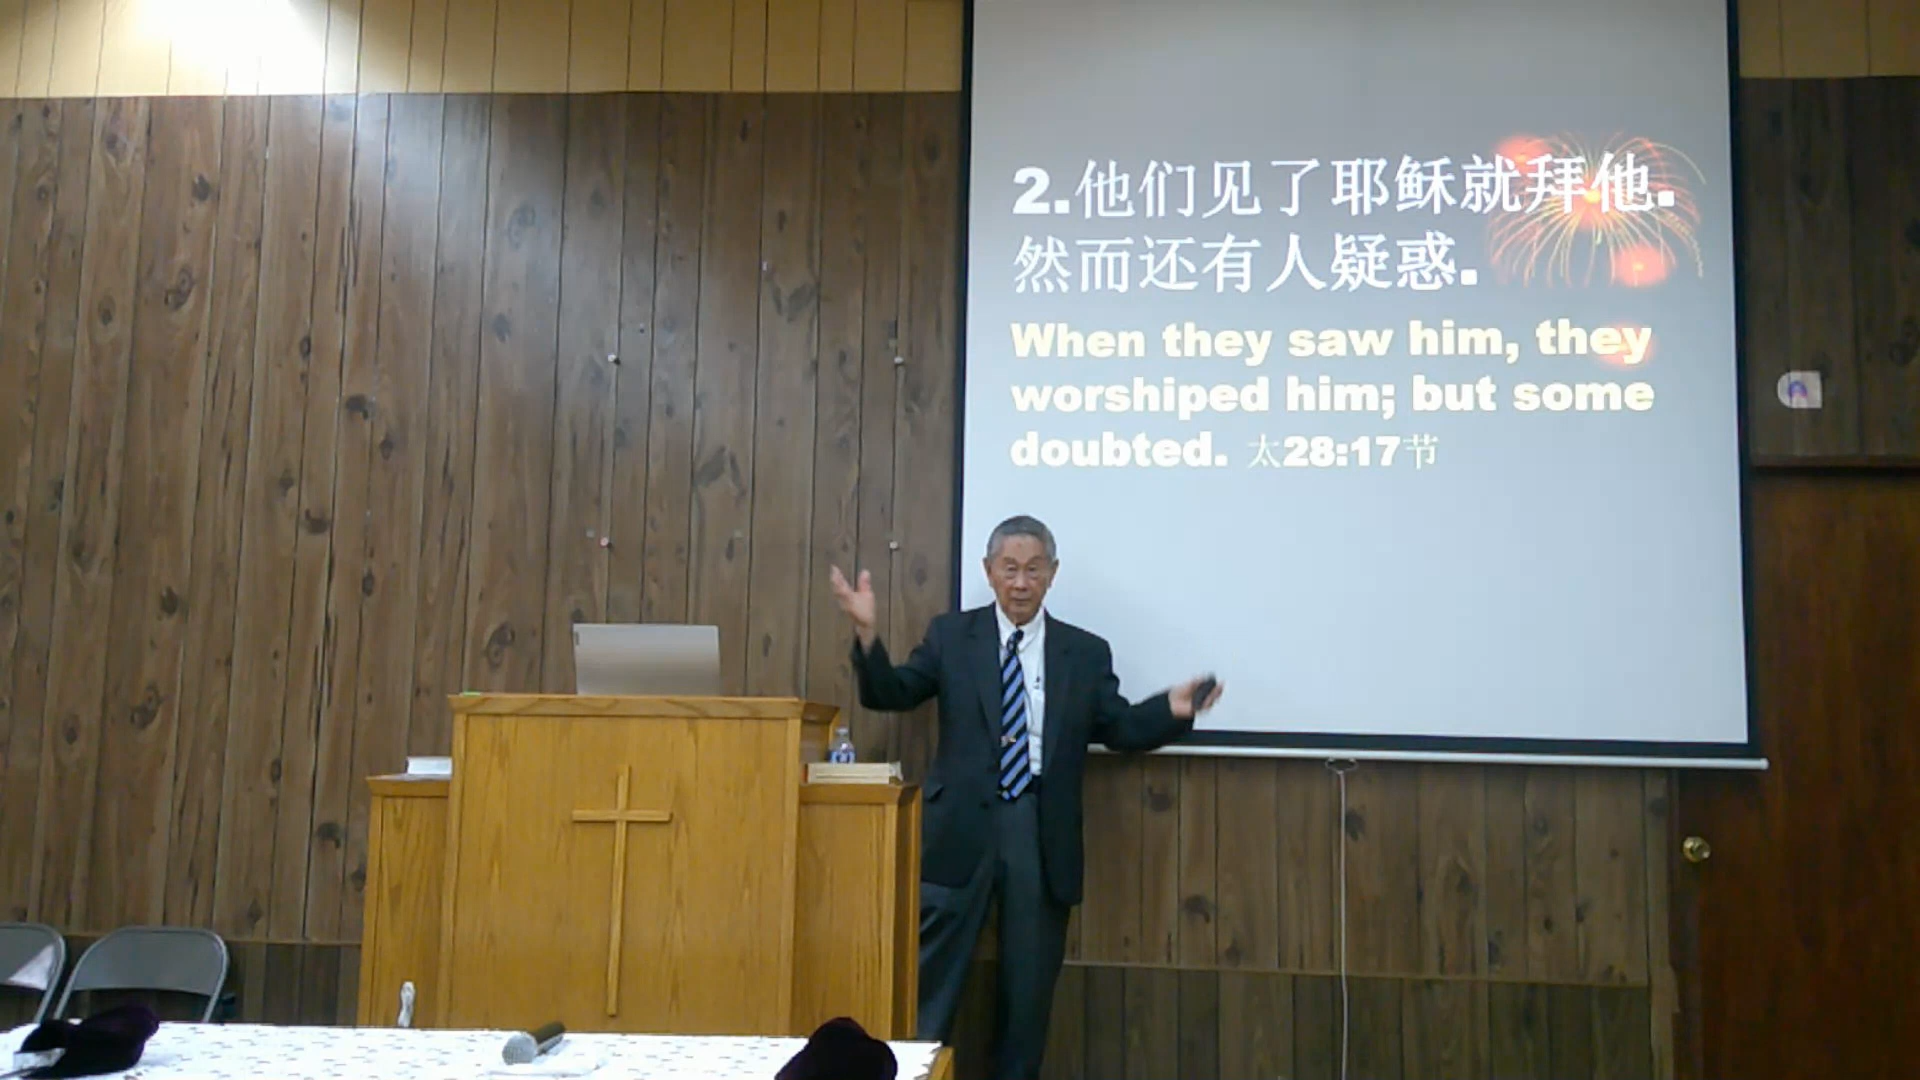 2.他们见了耶稣就拜他.
然而还有人疑惑.
When they saw him, they
worshiped him; but some
doubted. 太28:17节